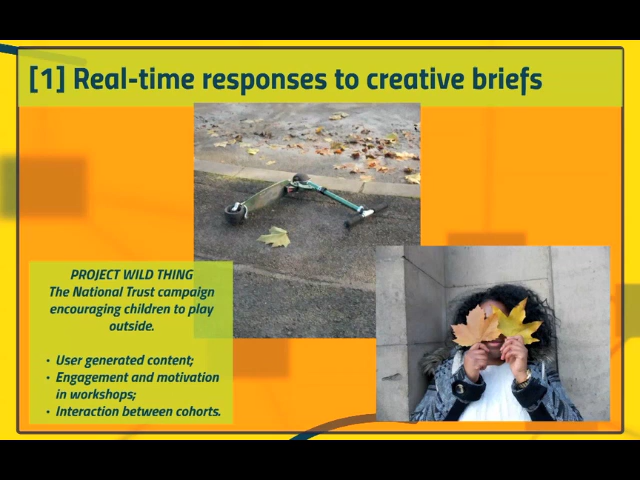 [1] Real-time responses to creative briefs
PROJECT WILD THING
The National Trust campaign
encouraging children to play
outside.
• User generated content;
• Engagement and motivation
in workshops;
• Interaction between cohorts.